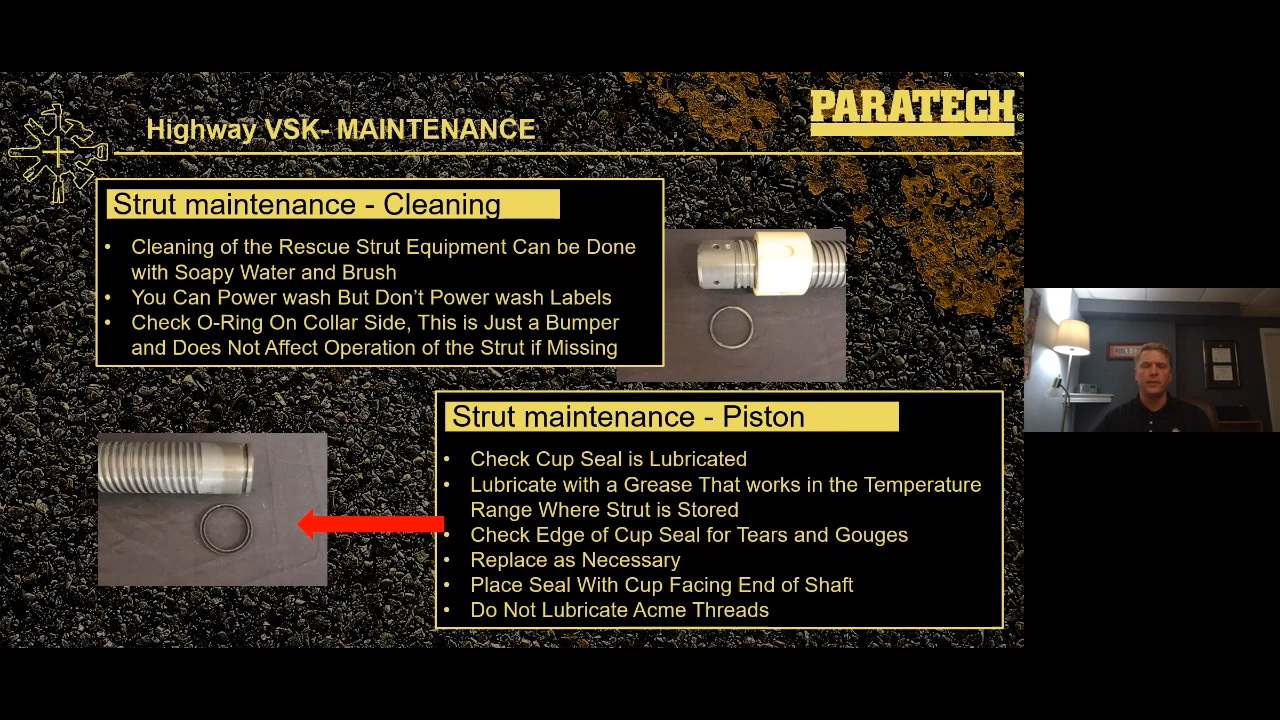 PARATECH®
Highway VSK- MAINTENANCE
Strut maintenance - Cleaning
• Cleaning of the Rescue Strut Equipment Can be Done
with Soapy Water and Brush
• You Can Power wash But Don’t Power wash Labels
• Check O-Ring On Collar Side, This is Just a Bumper
and Does Not Affect Operation of the Strut if Missing
Strut maintenance - Piston
• Check Cup Seal is Lubricated
• Lubricate with a Grease That works in the Temperature
Range Where Strut is Stored
• Check Edge of Cup Seal for Tears and Gouges
• Replace as Necessary
• Place Seal With Cup Facing End of Shaft
• Do Not Lubricate Acme Threads